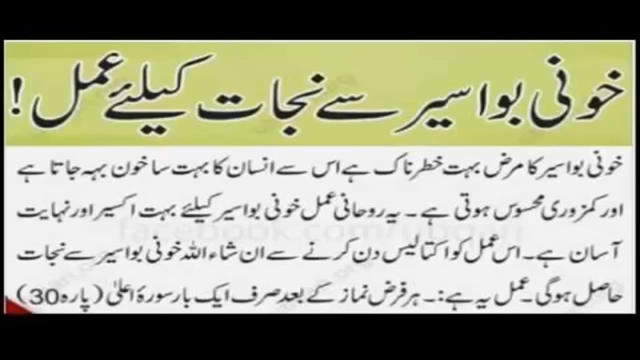 خونی بواسیر سے نجات کیلئے عمل!
خونی بواسیر کا مرض بہت خطرناک ہے اس سے انسان کا بہت سا خون بہہ جاتا ہے
اور کمزوری محسوس ہوتی ہے۔ یہ روحانی عمل خونی بواسیر کیلئے بہت اکسیر اور نہایت
آسان ہے۔ اس عمل کو اکتالیس دن کرنے سے ان شاء اللہ خونی بواسیر سے نجات
حاصل ہوگی۔ عمل یہ ہے:۔ ہر فرض نماز کے بعد صرف ایک بار سورۂ اعلیٰ (پارہ 30)